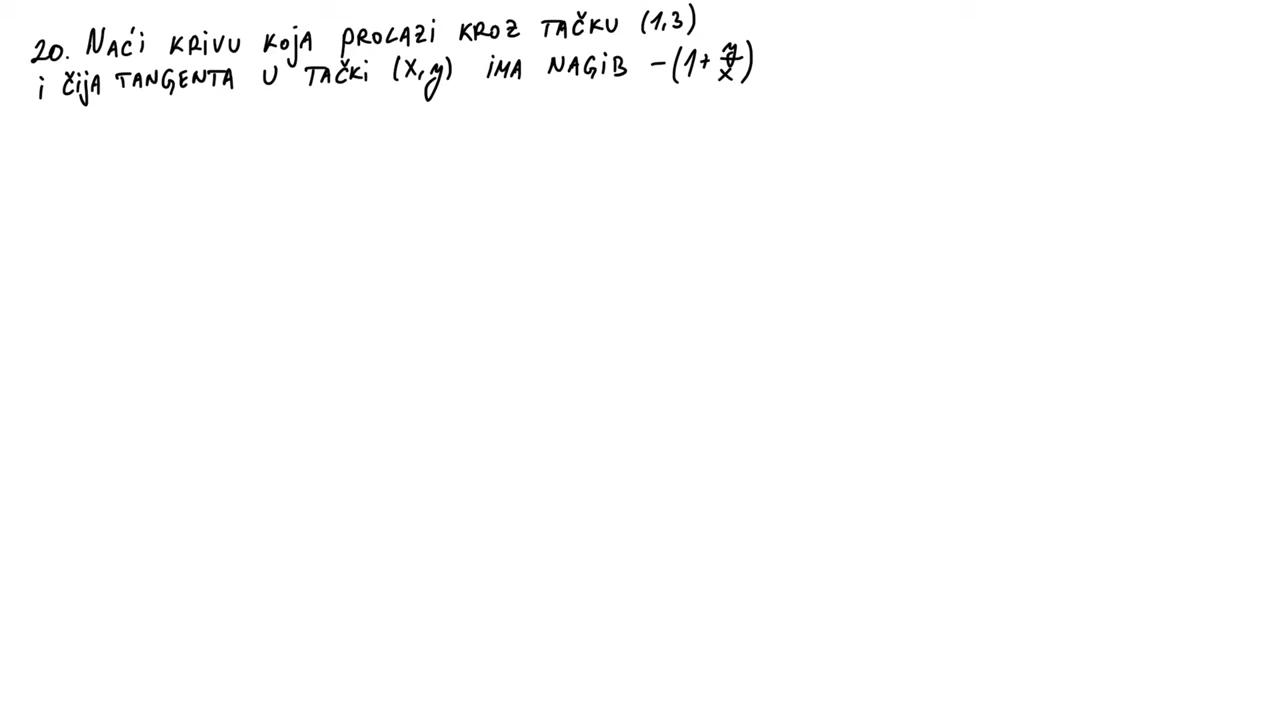 20. Naći krivu koja prolazi kroz tačku (1,3)
i čija tangenta u tački (x,y) ima nagib -(1+y/x)